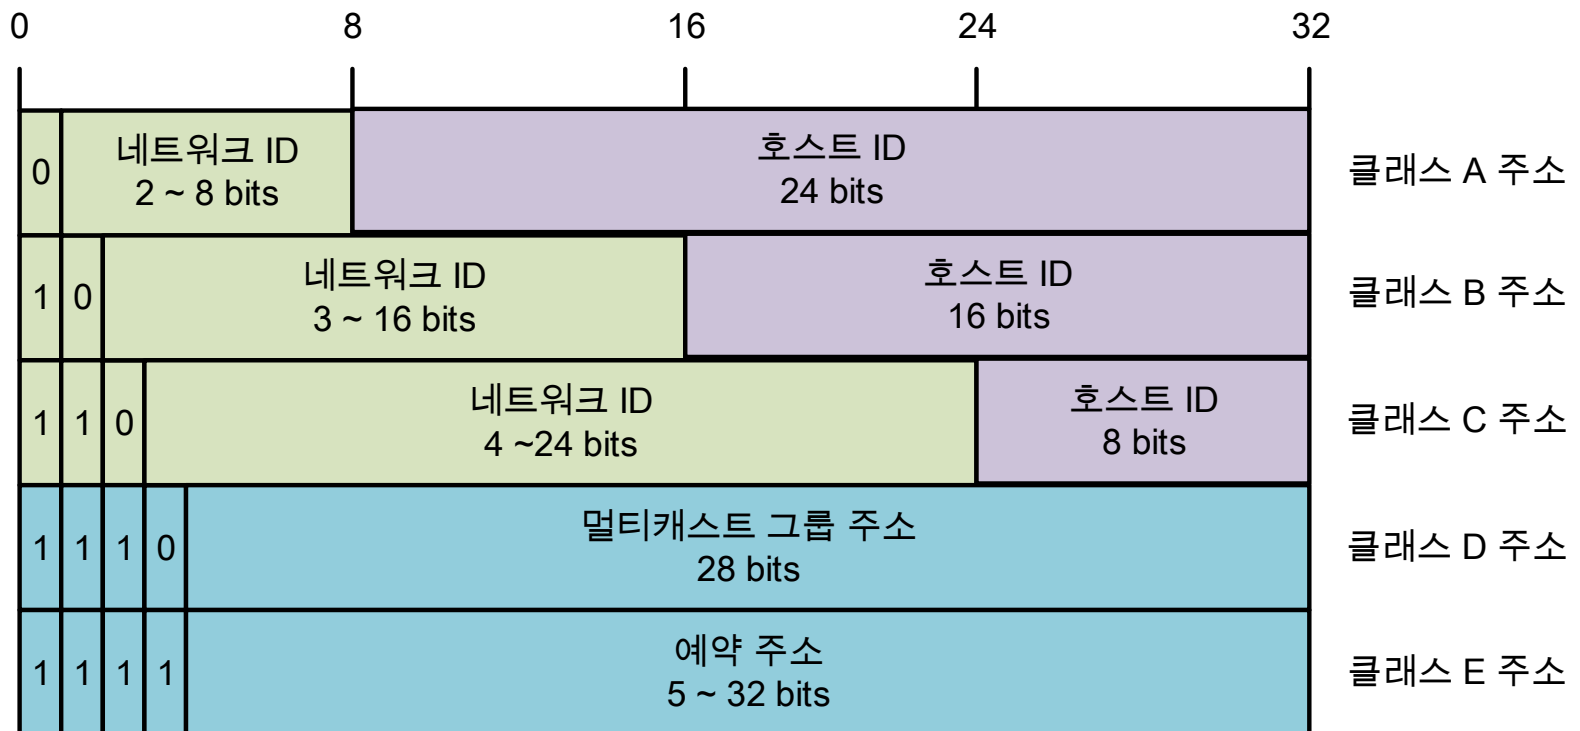 0 8 16 24 32
0 네트워크 ID 호스트 ID 클래스 A 주소
2 ~ 8 bits 24 bits
1 0 네트워크 ID 호스트 ID 클래스 B 주소
3 ~ 16 bits 16 bits
1 1 0 네트워크 ID 호스트 ID 클래스 C 주소
4 ~24 bits 8 bits
1 1 1 0 멀티캐스트 그룹 주소 클래스 D 주소
28 bits
1 1 1 1 예약 주소 클래스 E 주소
5 ~ 32 bits